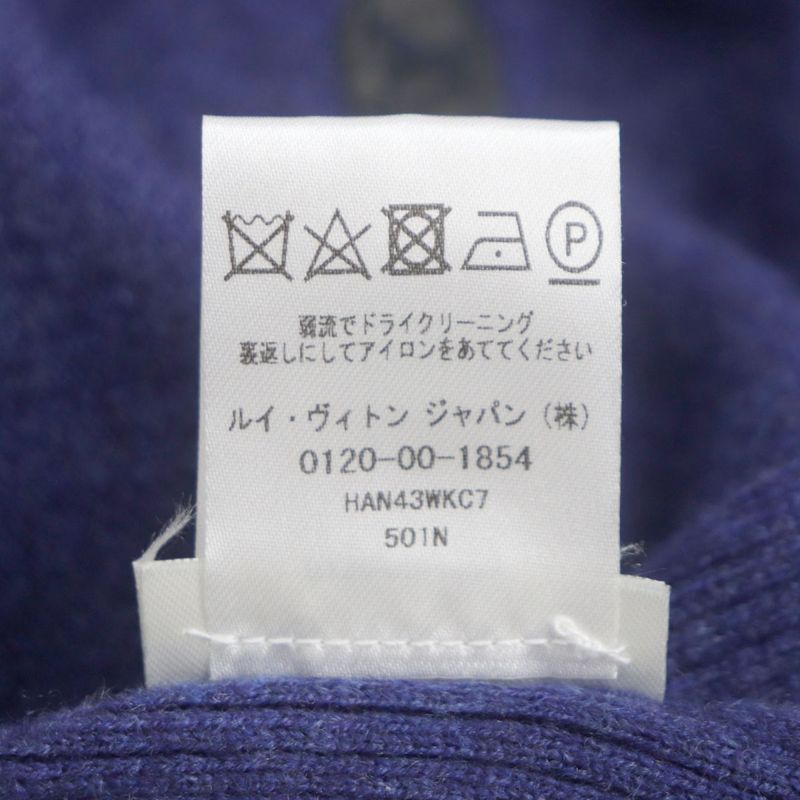 P
弱流でドライクリーニング
裏返しにしてアイロンをあててください
ルイ・ヴィトン ジャパン(株)
0120-00-1854
HAN43WKC7
501N